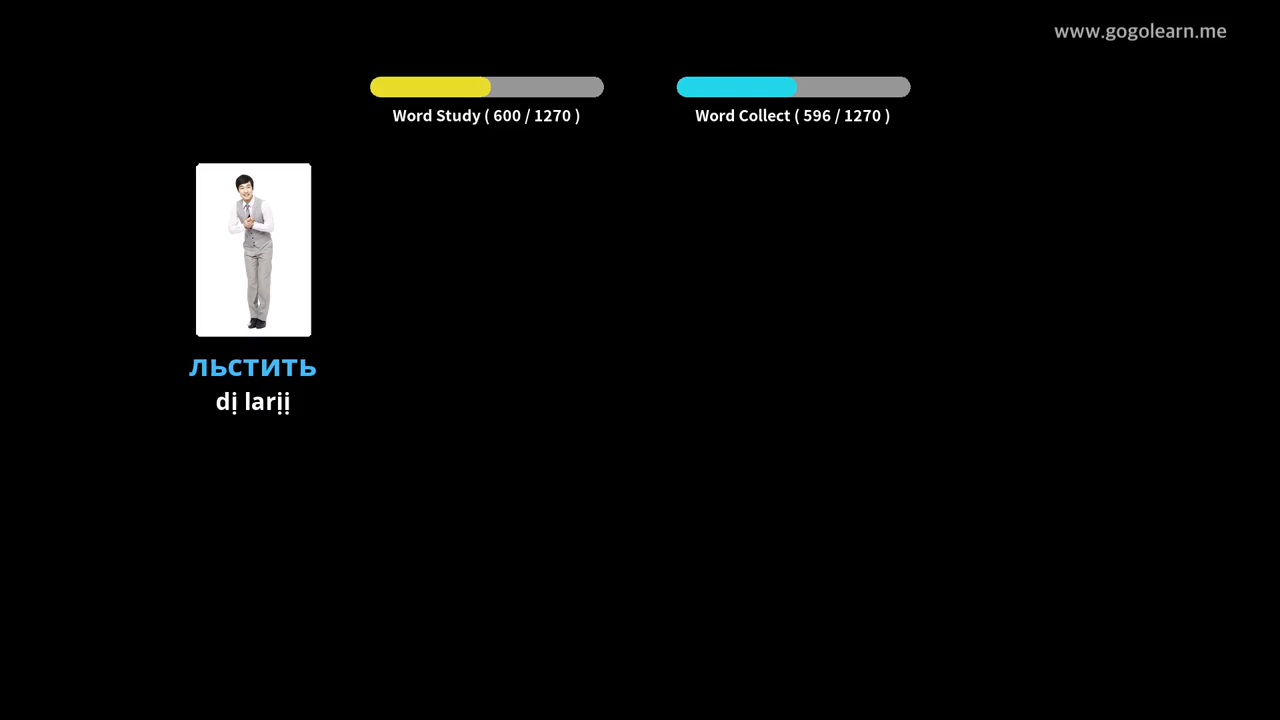 www.gogolearn.me
Word Study ( 600 / 1270 )
Word Collect ( 596 / 1270 )
льстить
dị larịị